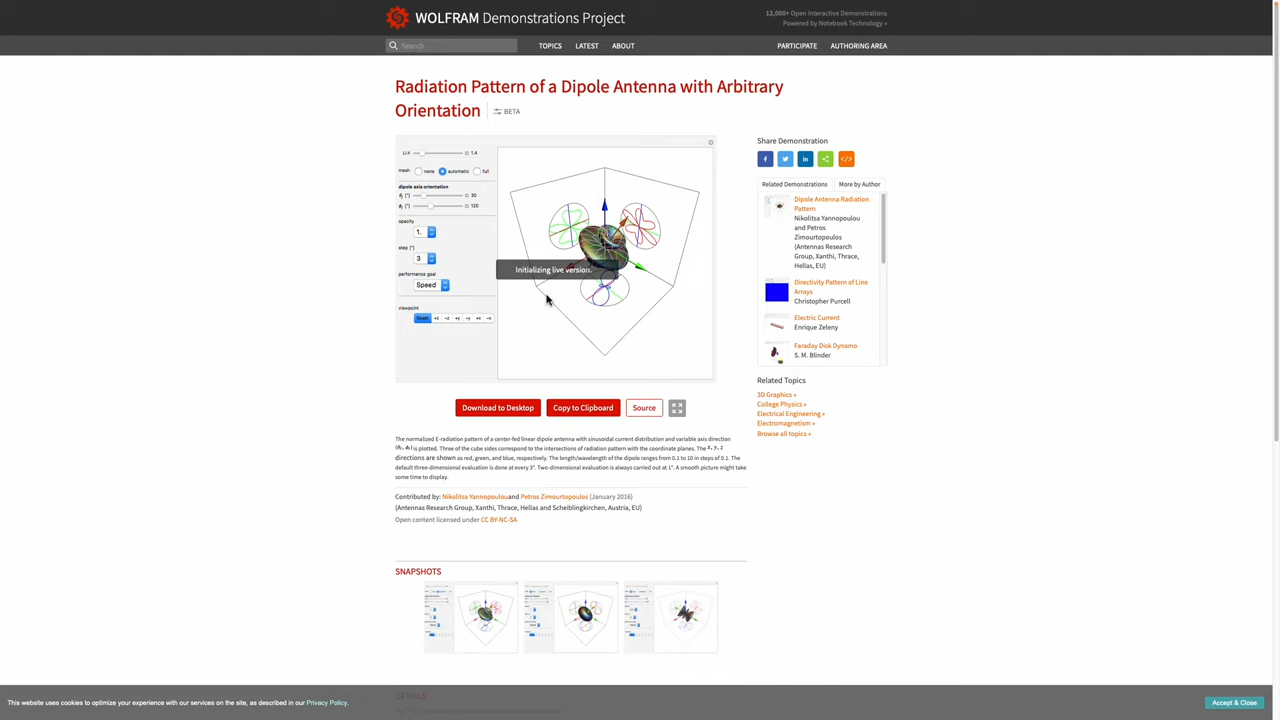 WOLFRAM Demonstrations Project
12,000+ Open Interactive Demonstrations
Powered by Notebook Technology »
Search
TOPICS LATEST ABOUT
PARTICIPATE AUTHORING AREA
Radiation Pattern of a Dipole Antenna with Arbitrary
Orientation
BETA
L/λ 1.4
mesh none automatic full
dipole axis orientation
30
120
opacity
1.
step [°]
3
performance goal
Speed
viewpoint
Initializing live version.
Download to Desktop
Copy to Clipboard
Source
The normalized E-radiation pattern of a center-fed linear dipole antenna with sinusoidal current distribution and variable axis direction
is plotted. Three of the cube sides correspond to the intersections of radiation pattern with the coordinate planes. The x, y, z
directions are shown as red, green, and blue, respectively. The length/wavelength of the dipole ranges from 0.1 to 10 in steps of 0.1. The
default three-dimensional evaluation is done at every 3°. Two-dimensional evaluation is always carried out at 1°. A smooth picture might take
some time to display.
Contributed by: Nikolitsa Yannopoulouand Petros Zimourtopoulos (January 2016)
(Antennas Research Group, Xanthi, Thrace, Hellas and Scheiblingkirchen, Austria, EU)
Open content licensed under CC BY-NC-SA
SNAPSHOTS
DETAILS
Share Demonstration
Related Demonstrations More by Author
Dipole Antenna Radiation
Pattern
Nikolitsa Yannopoulou
and Petros
Zimourtopoulos
(Antennas Research
Group, Xanthi, Thrace,
Hellas, EU)
Directivity Pattern of Line
Arrays
Christopher Purcell
Electric Current
Enrique Zeleny
Faraday Disk Dynamo
S. M. Blinder
Related Topics
3D Graphics »
College Physics »
Electrical Engineering »
Electromagnetism »
Browse all topics »
This website uses cookies to optimize your experience with our services on the site, as described in our Privacy Policy.
Accept & Close